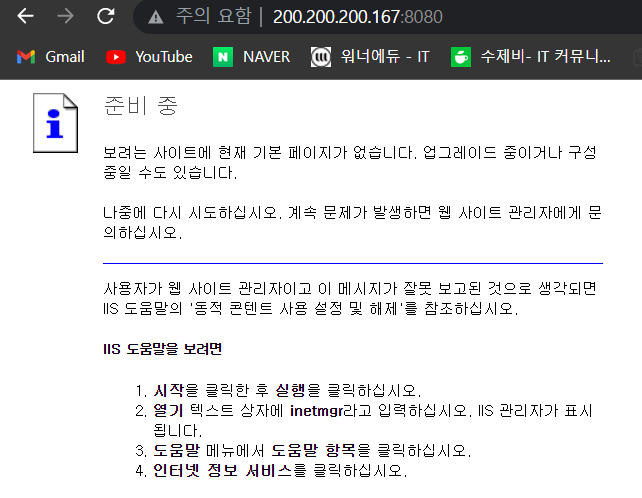 주의 요함 | 200.200.200.167:8080
Gmail YouTube NAVER 워너에듀 - IT 수제비- IT 커뮤니...
준비 중
보려는 사이트에 현재 기본 페이지가 없습니다. 업그레이드 중이거나 구성
중일 수도 있습니다.
나중에 다시 시도하십시오. 계속 문제가 발생하면 웹 사이트 관리자에게 문
의하십시오.
사용자가 웹 사이트 관리자이고 이 메시지가 잘못 보고된 것으로 생각되면
IIS 도움말의 '동적 콘텐트 사용 설정 및 해제'를 참조하십시오.
IIS 도움말을 보려면
1. 시작을 클릭한 후 실행을 클릭하십시오.
2. 열기 텍스트 상자에 inetmgr라고 입력하십시오. IIS 관리자가 표시
됩니다.
3. 도움말 메뉴에서 도움말 항목을 클릭하십시오.
4. 인터넷 정보 서비스를 클릭하십시오.